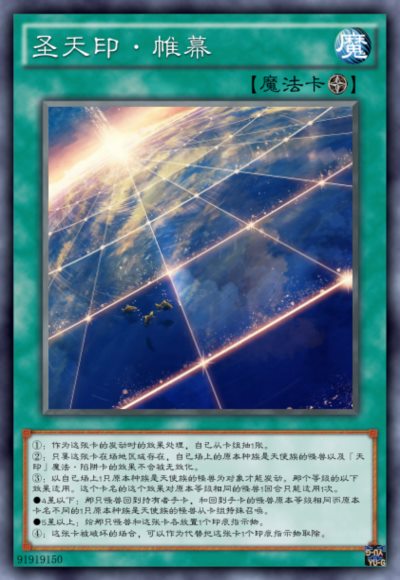 圣天印・帷幕
魔
【魔法卡】
①：作为这张卡的发动时的效果处理，自己从卡组抽1张。
②：只要这张卡在场地区域存在，自己场上的原本种族是天使族的怪兽以及「天
印」魔法・陷阱卡的效果不会被无效化。
③：以自己场上1只原本种族是天使族的怪兽为对象才能发动，那个等级的以下
效果适用。这个卡名的这个效果对原本等级相同的怪兽1回合只能适用1次。
●4星以下：那只怪兽回到持有者手卡，和回到手卡的怪兽原本等级相同而原本
卡名不同的1只原本种族是天使族的怪兽从卡组特殊召唤。
●5星以上：给那只怪兽和这张卡各放置1个印痕指示物。
④：这张卡被破坏的场合，可以作为代替把这张卡1个印痕指示物取除。
91919150